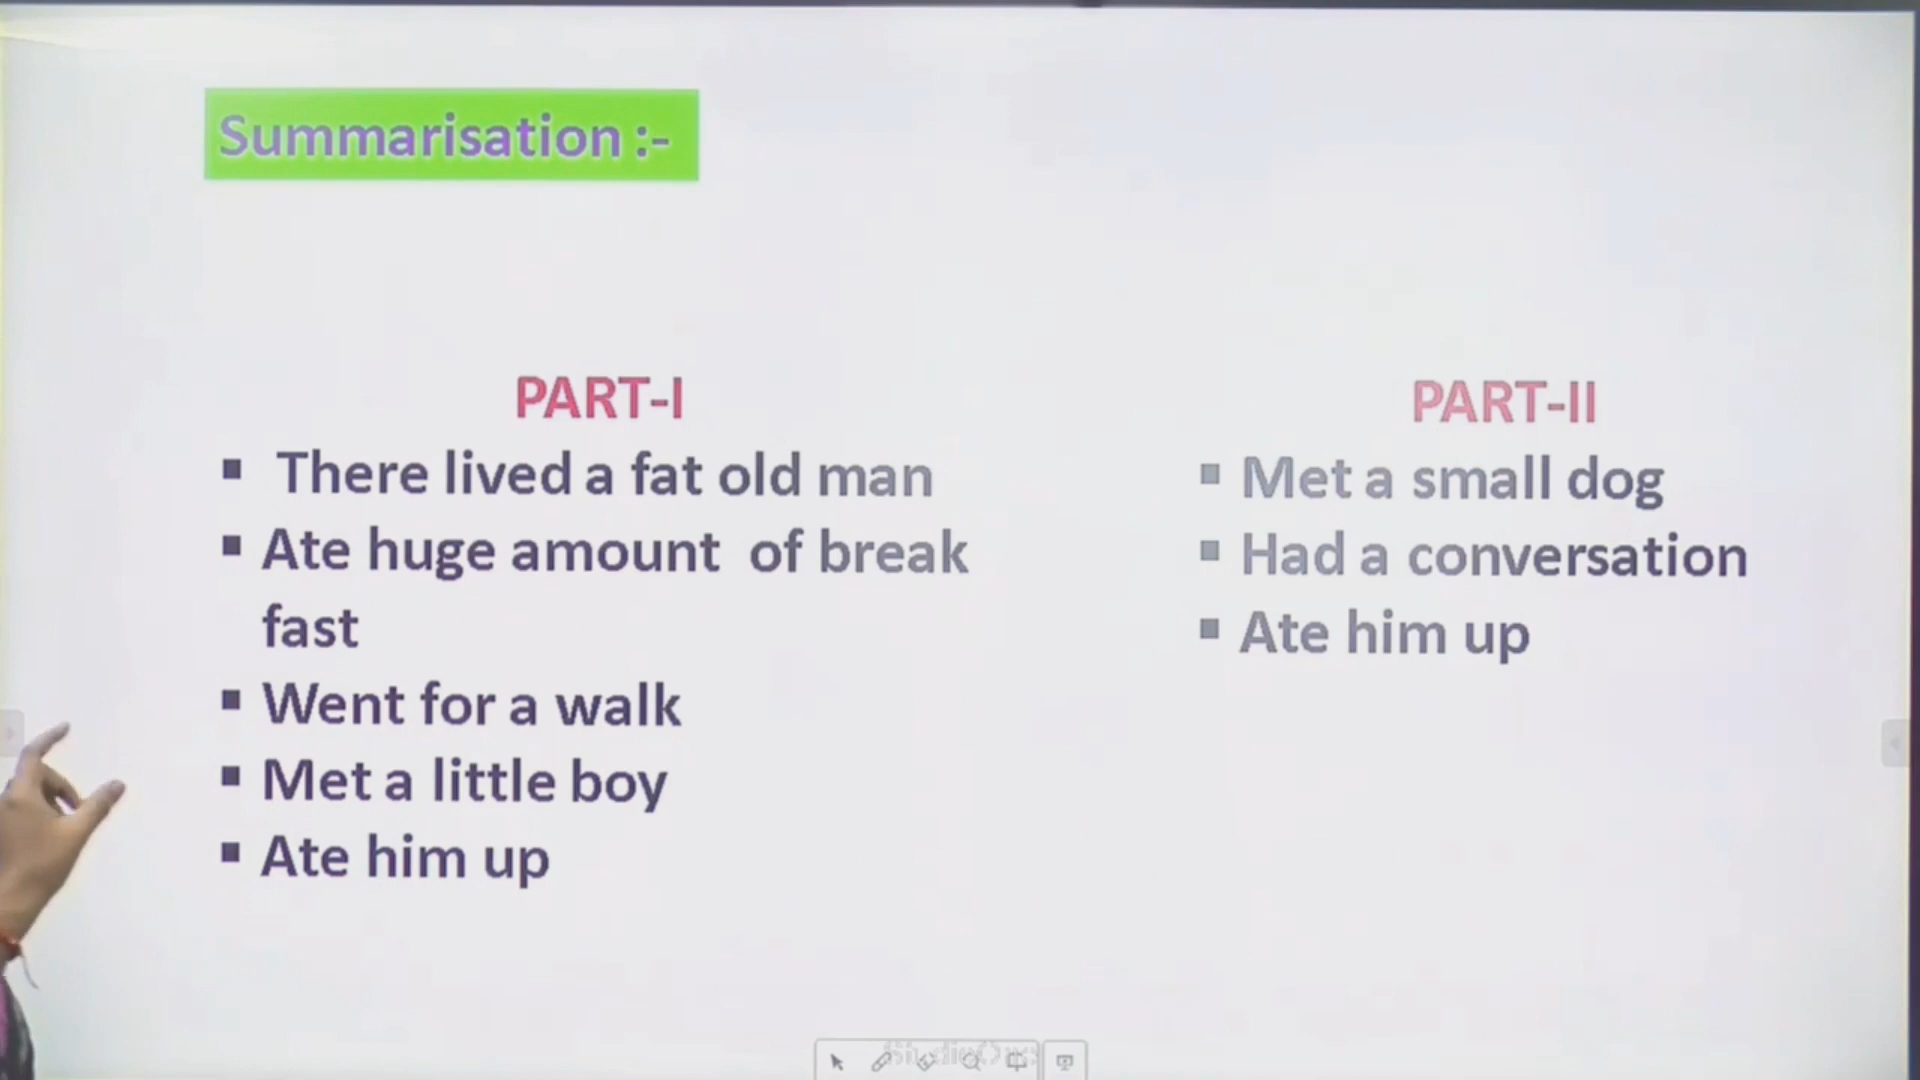 Summarisation :-
PART-I
There lived a fat old man
Ate huge amount of break
fast
Went for a walk
Met a little boy
Ate him up
PART-II
Met a small dog
Had a conversation
Ate him up